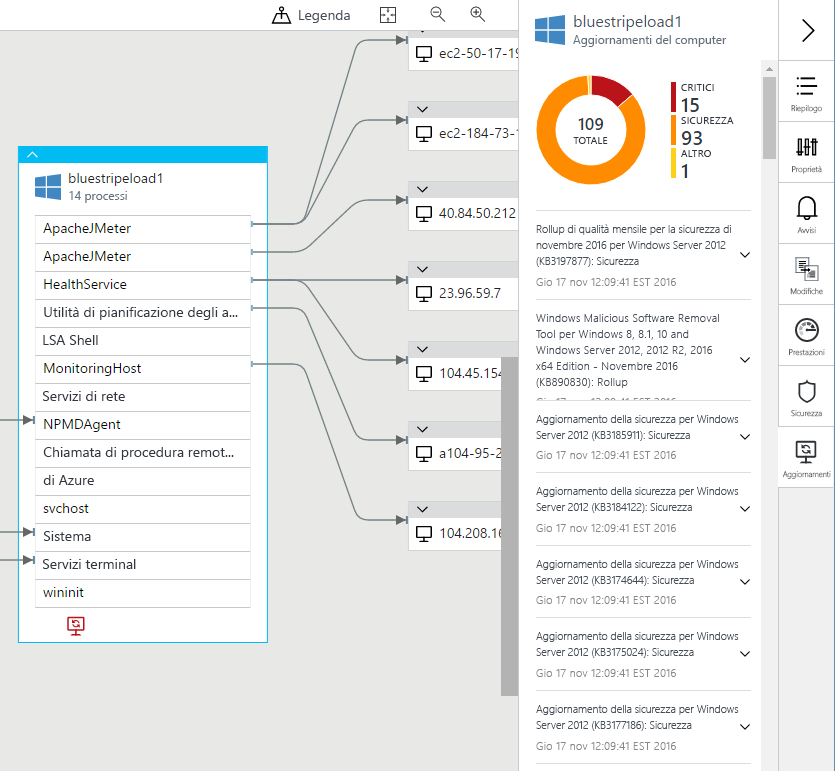 Legenda
bluestripeload1
14 processi
ApacheJMeter
ApacheJMeter
HealthService
Utilità di pianificazione degli a...
LSA Shell
MonitoringHost
Servizi di rete
NPMDAgent
Chiamata di procedura remot...
di Azure
svchost
Sistema
Servizi terminal
wininit
ec2-50-17-19
ec2-184-73-
40.84.50.212
23.96.59.7
104.45.154
a104-95-2
104.208.16
bluestripeload1
Aggiornamenti del computer
109
TOTALE
CRITICI
15
SICUREZZA
93
ALTRO
1
Rollup di qualità mensile per la sicurezza di
novembre 2016 per Windows Server 2012
(KB3197877): Sicurezza
Gio 17 nov 12:09:41 EST 2016
Windows Malicious Software Removal
Tool per Windows 8, 8.1, 10 and
Windows Server 2012, 2012 R2, 2016
x64 Edition - Novembre 2016
(KB890830): Rollup
Aggiornamento della sicurezza per Windows
Server 2012 (KB3185911): Sicurezza
Gio 17 nov 12:09:41 EST 2016
Aggiornamento della sicurezza per Windows
Server 2012 (KB3184122): Sicurezza
Gio 17 nov 12:09:41 EST 2016
Aggiornamento della sicurezza per Windows
Server 2012 (KB3174644): Sicurezza
Gio 17 nov 12:09:41 EST 2016
Aggiornamento della sicurezza per Windows
Server 2012 (KB3175024): Sicurezza
Gio 17 nov 12:09:41 EST 2016
Aggiornamento della sicurezza per Windows
Server 2012 (KB3177186): Sicurezza
Gio 17 nov 12:09:41 EST 2016
Riepilogo
Proprietà
Avvisi
Modifiche
Prestazioni
Sicurezza
Aggiornamenti